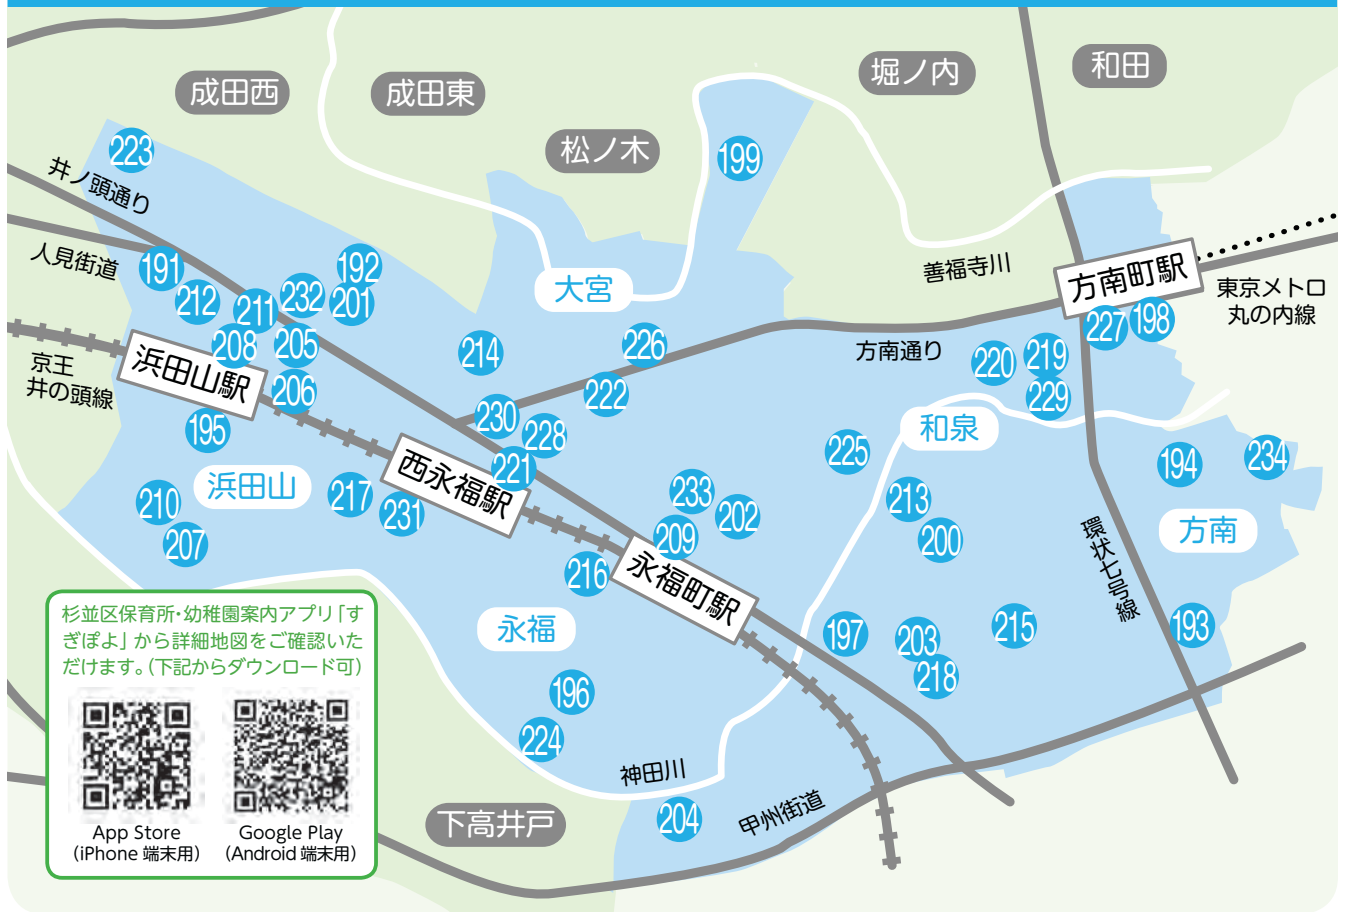 成田西
成田東
松ノ木
堀ノ内
和田
223
199
井ノ頭通り
人見街道
191
212
211
232
192
201
208
205
206
大宮
善福寺川
方南町駅
東京メトロ
丸の内線
227
198
京王
井の頭線
浜田山駅
195
214
226
222
方南通り
220
219
229
230
228
221
和泉
225
194
234
浜田山
210
207
217
231
西永福駅
233
202
209
213
200
方南
環状七号線
216
永福町駅
永福
197
203
218
215
193
196
224
神田川
204
甲州街道
下高井戸
杉並区保育所・幼稚園案内アプリ「す
ぎぽよ」から詳細地図をご確認いた
だけます。(下記からダウンロード可)
App Store
(iPhone 端末用)
Google Play
(Android 端末用)